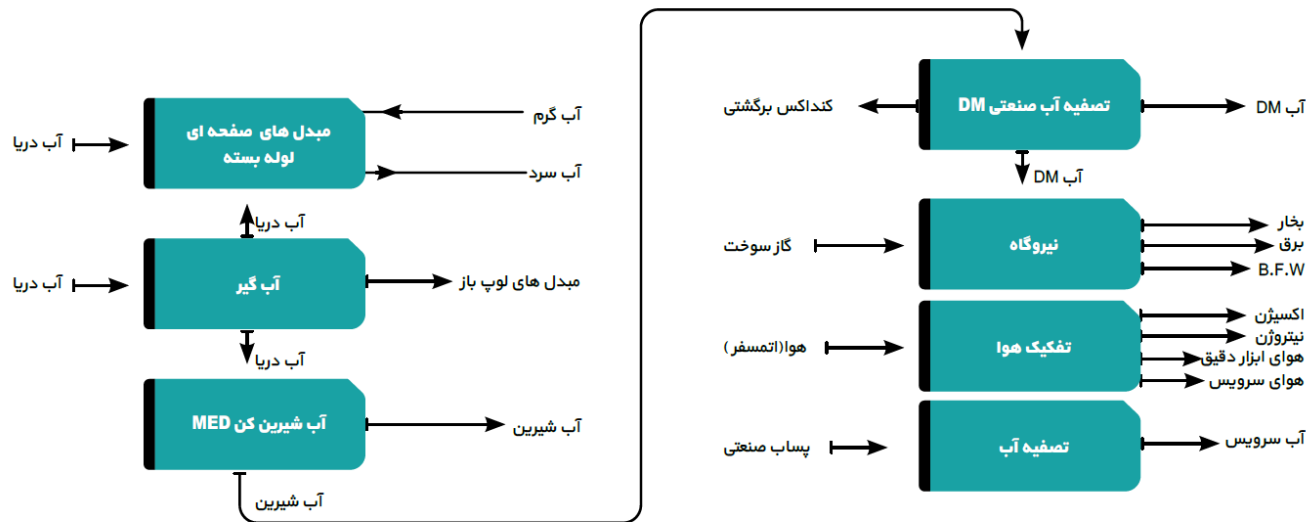 آب گرم
مبدل های صفحه ای
لوله بسته
آب دریا
آب سرد
آب دریا
آب گیر
آب دریا
مبدل های لوپ باز
آب دریا
آب شیرین کن MED
آب شیرین
آب شیرین
تصفیه آب صنعتی DM
کنداکس برگشتی
آب DM
آب DM
نیروگاه
گاز سوخت
بخار
برق
B.F.W
تفکیک هوا
هوا(اتمسفر)
اکسیژن
نیتروژن
هوای ابزار دقیق
هوای سرویس
تصفیه آب
پساب صنعتی
آب سرویس